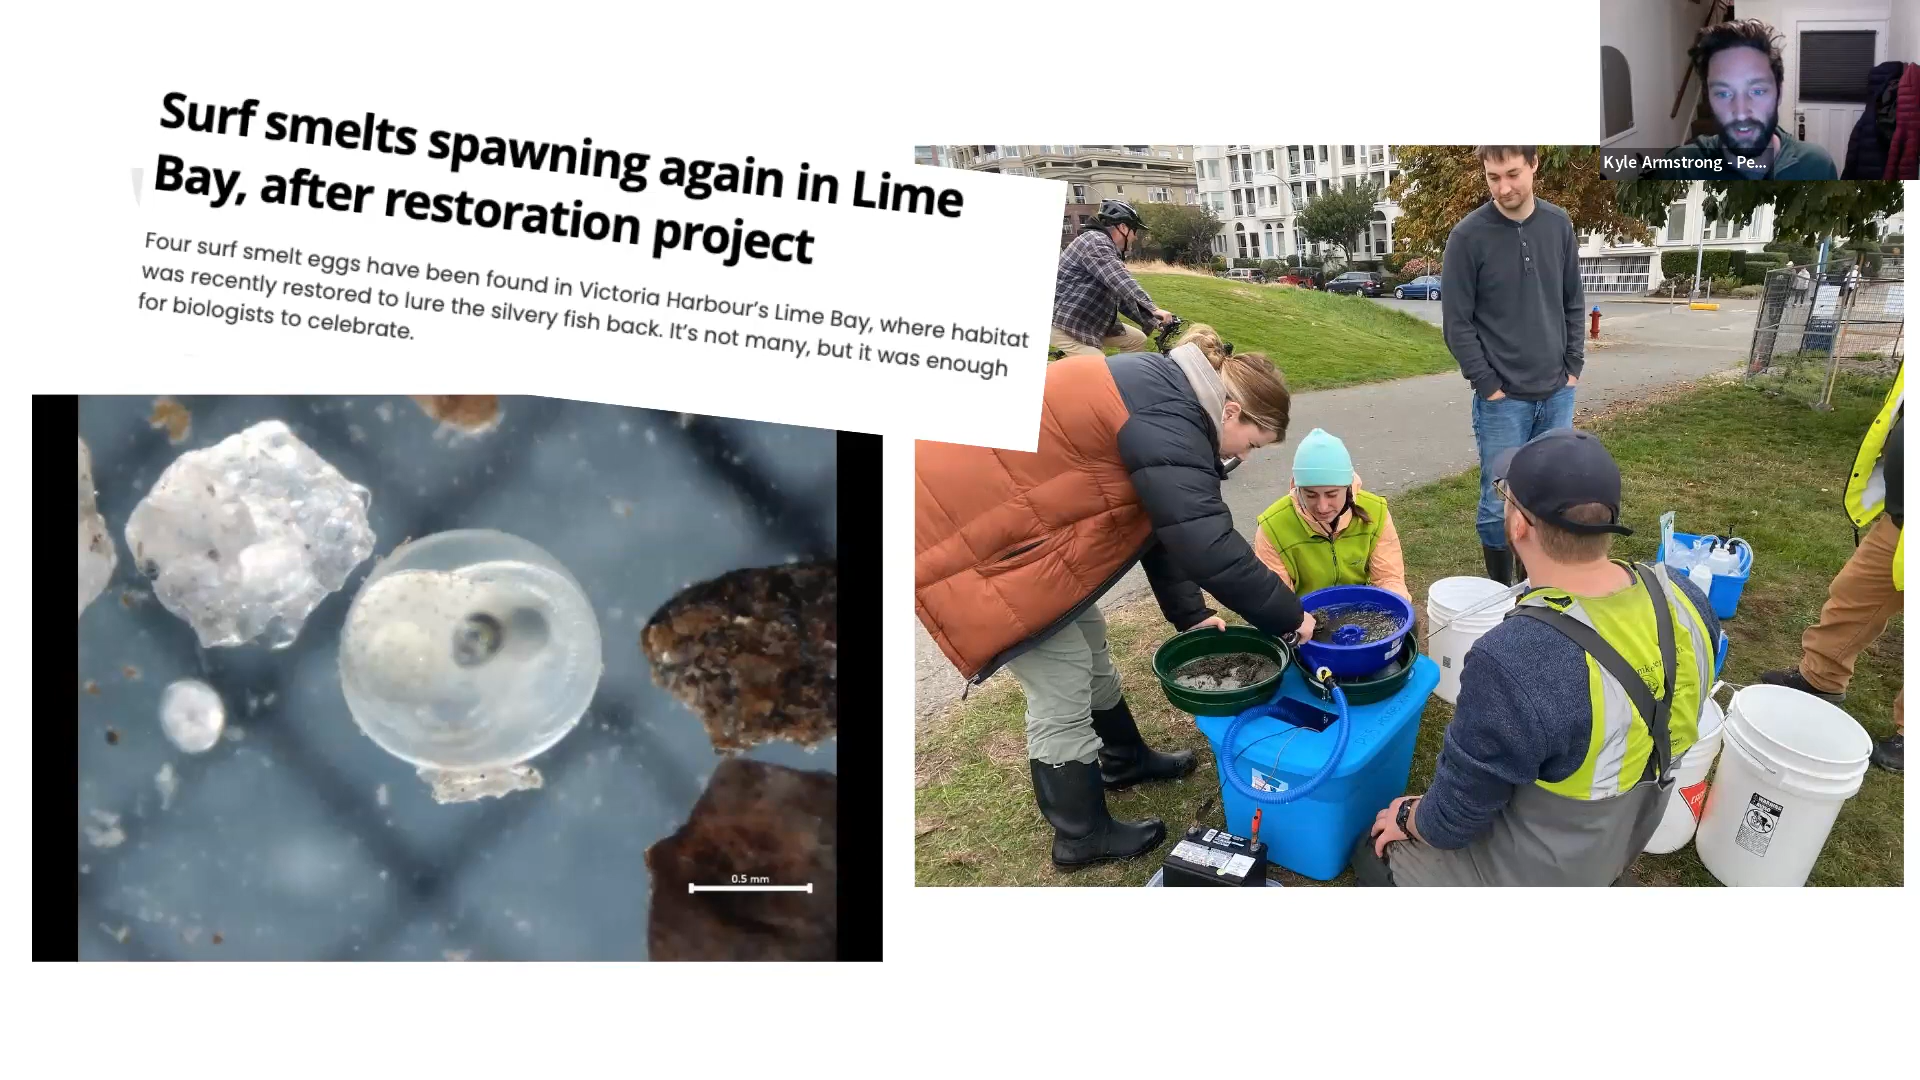 Surf smelts spawning again in Lime
Bay, after restoration project
Four surf smelt eggs have been found in Victoria Harbour’s Lime Bay, where habitat
was recently restored to lure the silvery fish back. It’s not many, but it was enough
for biologists to celebrate.
Kyle Armstrong - Pe...
0.5 mm